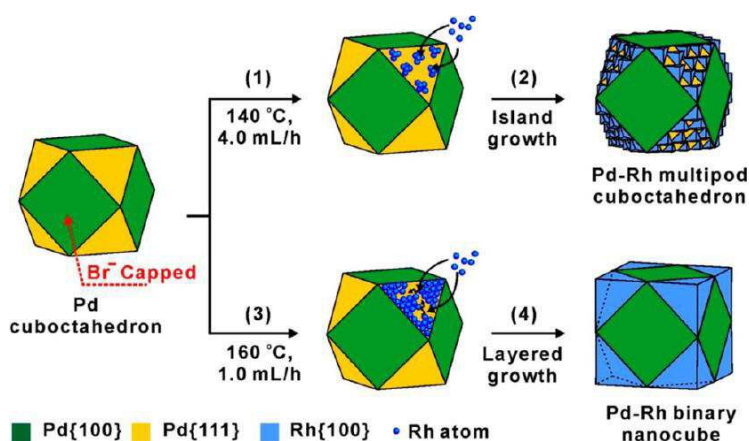 (1)
140 °C,
4.0 mL/h
(2)
Island
growth
Pd-Rh multipod
cuboctahedron
Br⁻ Capped
Pd
cuboctahedron
(3)
160 °C,
1.0 mL/h
(4)
Layered
growth
Pd-Rh binary
nanocube
Pd{100} Pd{111} Rh{100} Rh atom